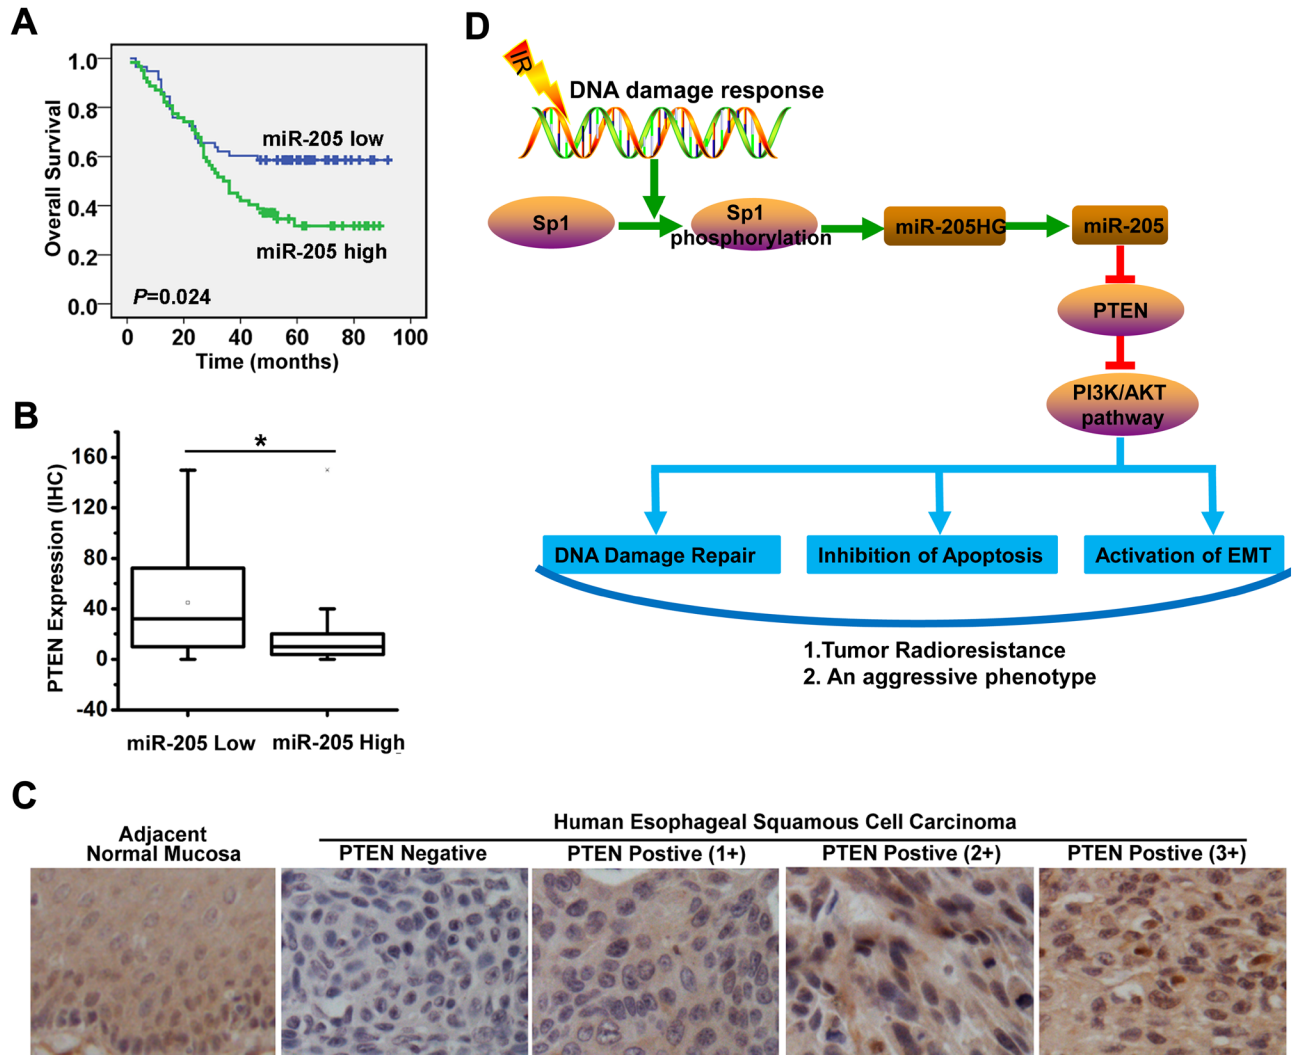 A
1.0
0.8
0.6
0.4
0.2
0.0
Overall Survival
miR-205 low
miR-205 high
P=0.024
0 20 40 60 80 100
Time (months)
B
160
120
80
40
0
-40
PTEN Expression (IHC)
*
miR-205 Low miR-205 High
D
IR
DNA damage response
Sp1
Sp1
phosphorylation
miR-205HG
miR-205
PTEN
PI3K/AKT
pathway
DNA Damage Repair
Inhibition of Apoptosis
Activation of EMT
1.Tumor Radioresistance
2. An aggressive phenotype
C
Adjacent
Normal Mucosa
Human Esophageal Squamous Cell Carcinoma
PTEN Negative
PTEN Postive (1+)
PTEN Postive (2+)
PTEN Postive (3+)